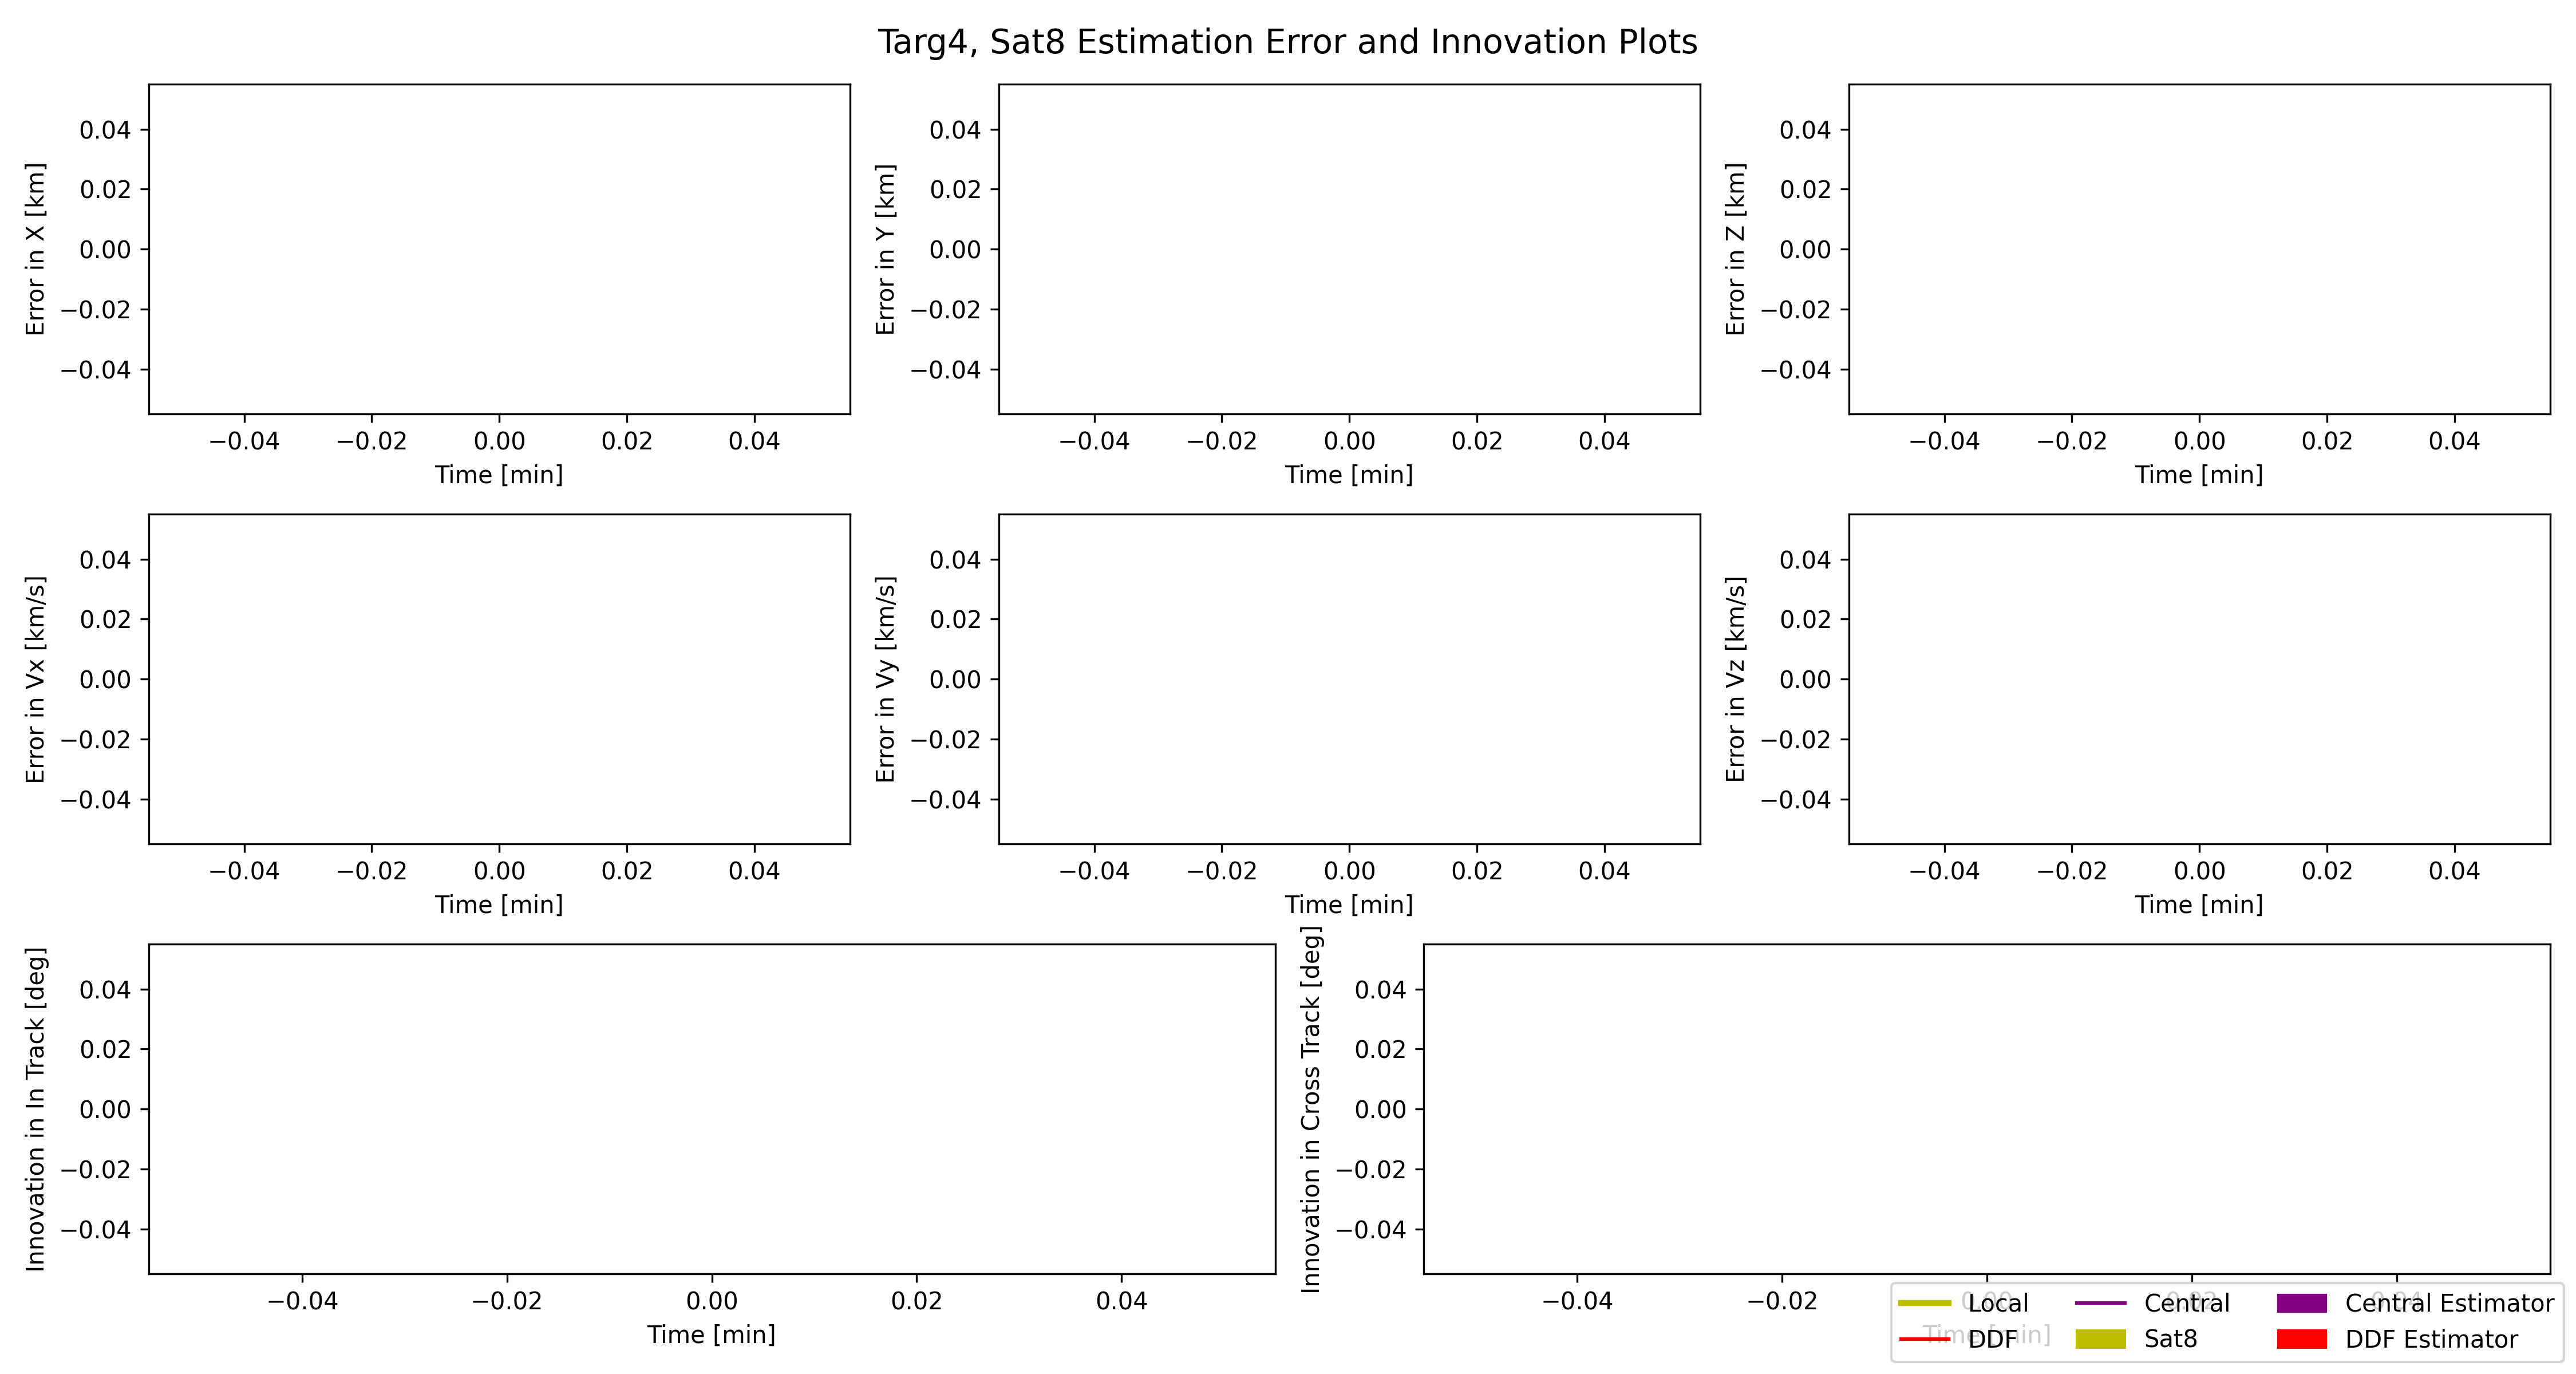 Targ4, Sat8 Estimation Error and Innovation Plots
Error in X [km]
0.04
0.02
0.00
−0.02
−0.04
−0.04 −0.02 0.00 0.02 0.04
Time [min]
Error in Y [km]
0.04
0.02
0.00
−0.02
−0.04
−0.04 −0.02 0.00 0.02 0.04
Time [min]
Error in Z [km]
0.04
0.02
0.00
−0.02
−0.04
−0.04 −0.02 0.00 0.02 0.04
Time [min]
Error in Vx [km/s]
0.04
0.02
0.00
−0.02
−0.04
−0.04 −0.02 0.00 0.02 0.04
Time [min]
Error in Vy [km/s]
0.04
0.02
0.00
−0.02
−0.04
−0.04 −0.02 0.00 0.02 0.04
Time [min]
Error in Vz [km/s]
0.04
0.02
0.00
−0.02
−0.04
−0.04 −0.02 0.00 0.02 0.04
Time [min]
Innovation in In Track [deg]
0.04
0.02
0.00
−0.02
−0.04
−0.04 −0.02 0.00 0.02 0.04
Time [min]
Innovation in Cross Track [deg]
0.04
0.02
0.00
−0.02
−0.04
−0.04 −0.02 0.00 0.02 0.04
Time [min]
Local Central Central Estimator
DDF Sat8 DDF Estimator